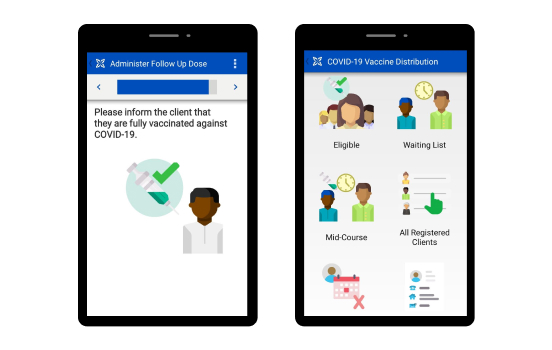 Administer Follow Up Dose
Please inform the client that
they are fully vaccinated against
COVID-19.
COVID-19 Vaccine Distribution
Eligible
Waiting List
Mid-Course
All Registered
Clients